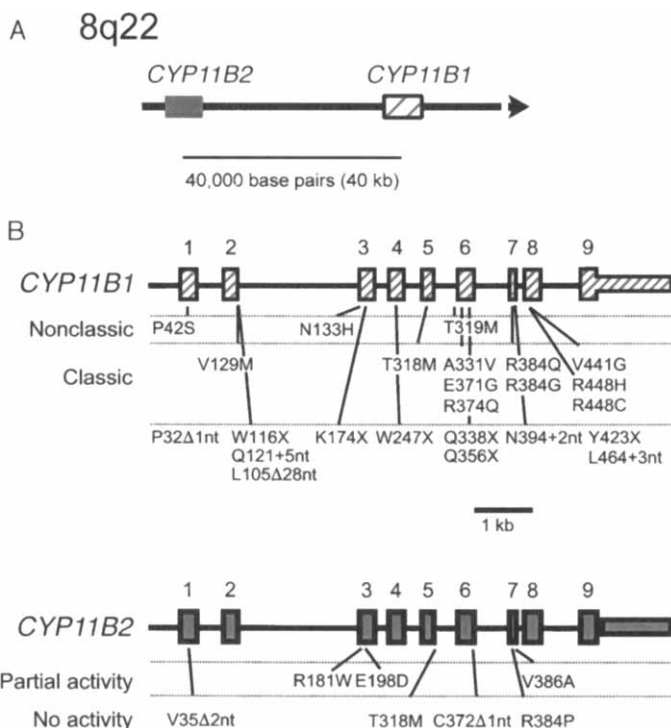 A 8q22
CYP11B2 CYP11B1
40,000 base pairs (40 kb)
B
1 2 3 4 5 6 7 8 9
CYP11B1
Nonclassic P42S N133H T319M
Classic V129M T318M A331V R384Q V441G
E371G R384G R448H
R374Q R448C
P32Δ1nt W116X K174X W247X Q338X N394+2nt Y423X
Q121+5nt Q356X L464+3nt
L105Δ28nt
1 kb
1 2 3 4 5 6 7 8 9
CYP11B2
Partial activity R181W E198D V386A
No activity V35Δ2nt T318M C372Δ1nt R384P